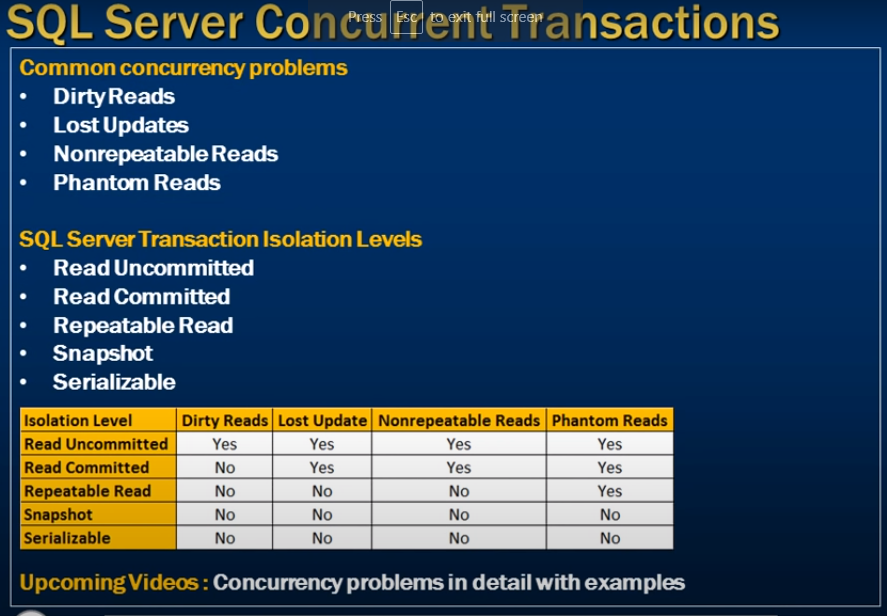 SQL Server Concurrent Transactions
Press Esc to exit full screen
Common concurrency problems
• Dirty Reads
• Lost Updates
• Nonrepeatable Reads
• Phantom Reads
SQL Server Transaction Isolation Levels
• Read Uncommitted
• Read Committed
• Repeatable Read
• Snapshot
• Serializable
Isolation Level Dirty Reads Lost Update Nonrepeatable Reads Phantom Reads
Read Uncommitted Yes Yes Yes Yes
Read Committed No Yes Yes Yes
Repeatable Read No No No Yes
Snapshot No No No No
Serializable No No No No
Upcoming Videos : Concurrency problems in detail with examples